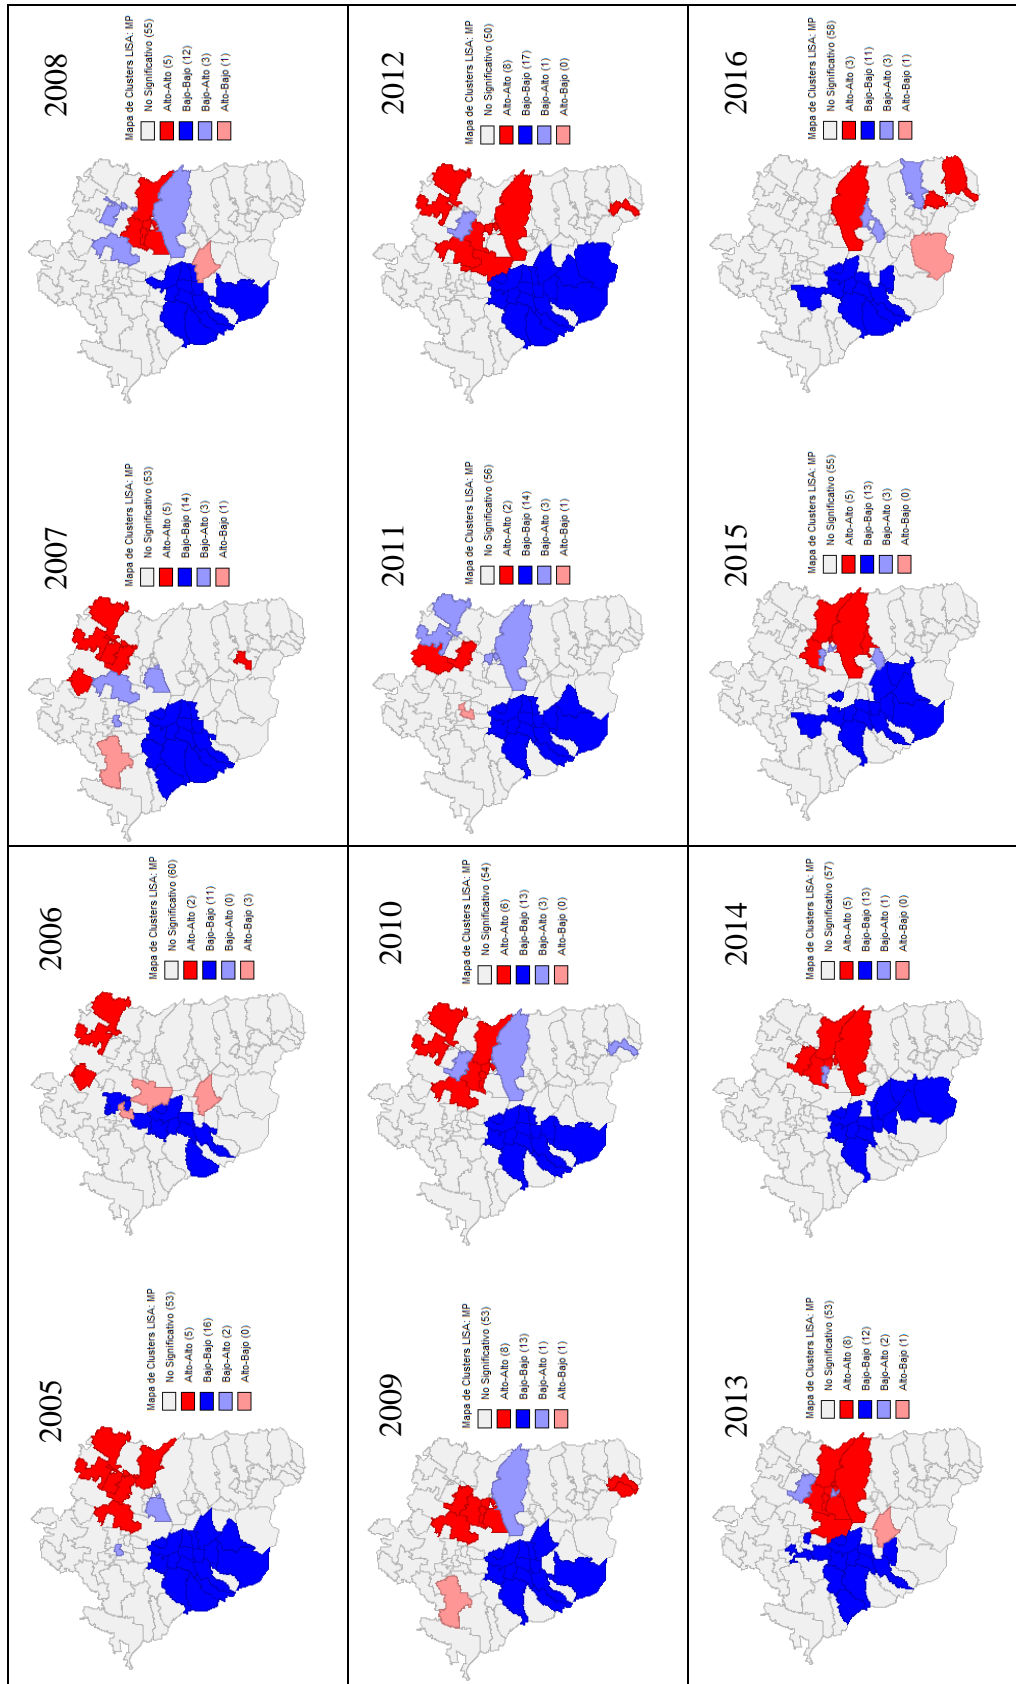 2005
Mapa de Clusters LISA: MP
No Significativo (53)
Alto-Alto (5)
Bajo-Bajo (16)
Bajo-Alto (2)
Alto-Bajo (0)
2006
Mapa de Clusters LISA: MP
No Significativo (60)
Alto-Alto (2)
Bajo-Bajo (11)
Bajo-Alto (0)
Alto-Bajo (3)
2007
Mapa de Clusters LISA: MP
No Significativo (53)
Alto-Alto (5)
Bajo-Bajo (14)
Bajo-Alto (3)
Alto-Bajo (1)
2008
Mapa de Clusters LISA: MP
No Significativo (55)
Alto-Alto (5)
Bajo-Bajo (12)
Bajo-Alto (3)
Alto-Bajo (1)
2009
Mapa de Clusters LISA: MP
No Significativo (53)
Alto-Alto (8)
Bajo-Bajo (13)
Bajo-Alto (1)
Alto-Bajo (1)
2010
Mapa de Clusters LISA: MP
No Significativo (54)
Alto-Alto (6)
Bajo-Bajo (13)
Bajo-Alto (3)
Alto-Bajo (0)
2011
Mapa de Clusters LISA: MP
No Significativo (56)
Alto-Alto (2)
Bajo-Bajo (14)
Bajo-Alto (3)
Alto-Bajo (1)
2012
Mapa de Clusters LISA: MP
No Significativo (50)
Alto-Alto (8)
Bajo-Bajo (17)
Bajo-Alto (1)
Alto-Bajo (0)
2013
Mapa de Clusters LISA: MP
No Significativo (53)
Alto-Alto (8)
Bajo-Bajo (12)
Bajo-Alto (2)
Alto-Bajo (1)
2014
Mapa de Clusters LISA: MP
No Significativo (57)
Alto-Alto (5)
Bajo-Bajo (13)
Bajo-Alto (1)
Alto-Bajo (0)
2015
Mapa de Clusters LISA: MP
No Significativo (55)
Alto-Alto (5)
Bajo-Bajo (13)
Bajo-Alto (3)
Alto-Bajo (0)
2016
Mapa de Clusters LISA: MP
No Significativo (58)
Alto-Alto (3)
Bajo-Bajo (11)
Bajo-Alto (3)
Alto-Bajo (1)